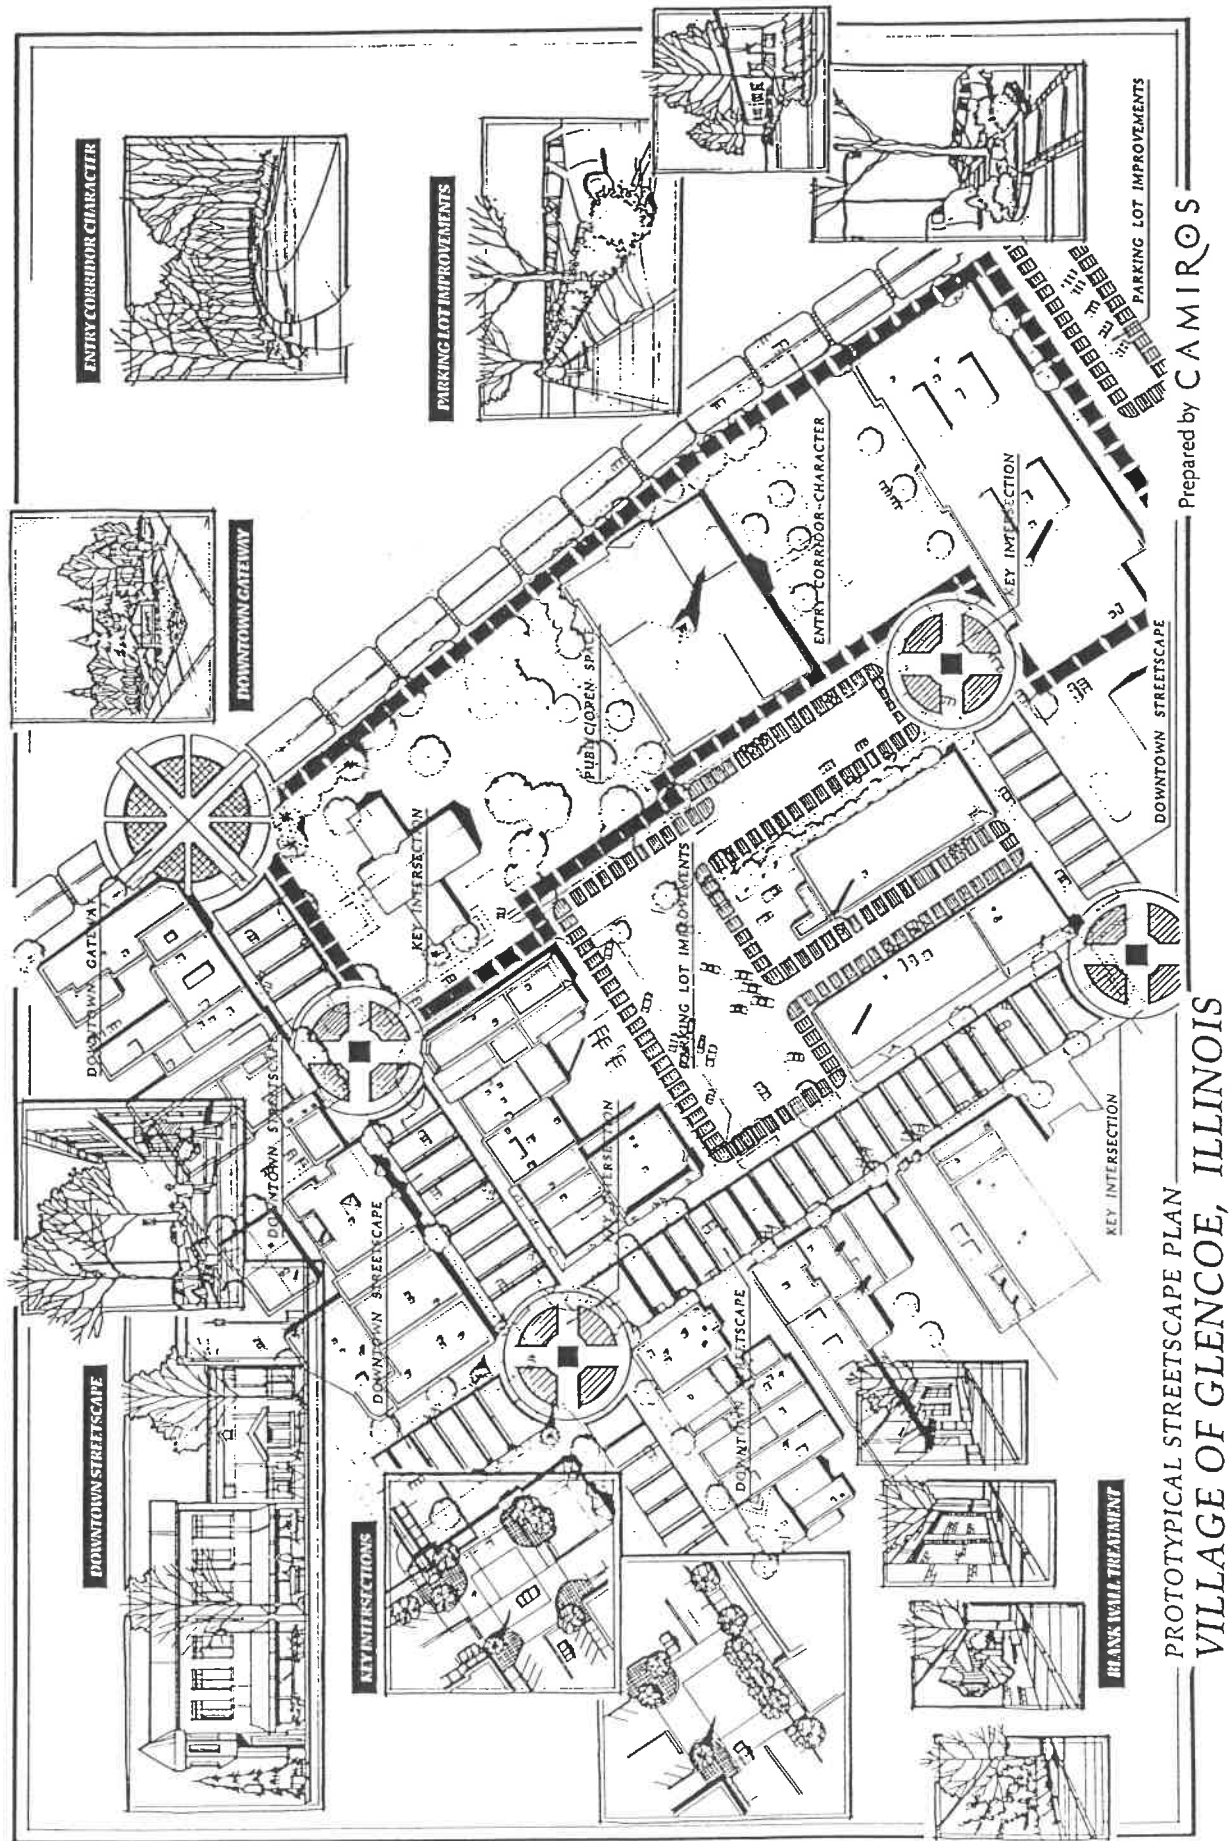 DOWNTOWN STREETSCAPE
DOWNTOWN GATEWAY
ENTRY CORRIDOR CHARACTER
PARKING LOT IMPROVEMENTS
KEY INTERSECTIONS
BLANK WALL TREATMENT
DOWNTOWN GATEWAY
DOWNTOWN STREETSCAPE
DOWNTOWN STREETSCAPE
KEY INTERSECTION
KEY INTERSECTION
PUBLIC/OPEN SPACE
PARKING LOT IMPROVEMENTS
DOWNTOWN STREETSCAPE
ENTRY CORRIDOR CHARACTER
KEY INTERSECTION
KEY INTERSECTION
DOWNTOWN STREETSCAPE
PARKING LOT IMPROVEMENTS
PROTOTYPICAL STREETSCAPE PLAN
VILLAGE OF GLENCOE, ILLINOIS
Prepared by CAMIROS